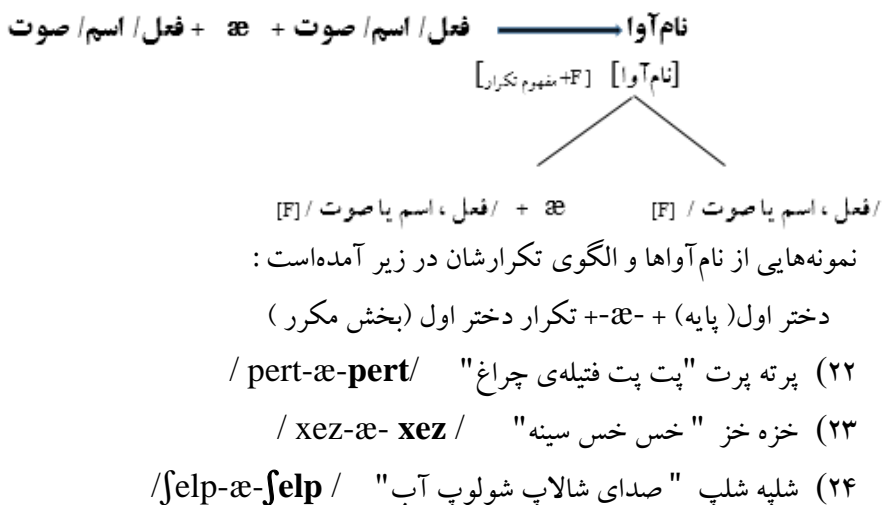 نام‌آوا ⟶ فعل/ اسم/ صوت + æ + فعل/ اسم/ صوت
[نام‌آوا] [F+مفهوم تکرار]
/فعل ، اسم یا صوت / [F] æ + /فعل ، اسم یا صوت / [F]
نمونه‌هایی از نام‌آواها و الگوی تکرارشان در زیر آمده‌است :
دختر اول( پایه) + -æ-+ تکرار دختر اول (بخش مکرر )
۲۲) پرته پرت "پت پت فتیله‌ی چراغ" / pert-æ-pert/
۲۳) خزه خز " خس خس سینه" / xez-æ- xez /
۲۴) شلپه شلپ " صدای شالاپ شولوپ آب" /ʃelp-æ-ʃelp /